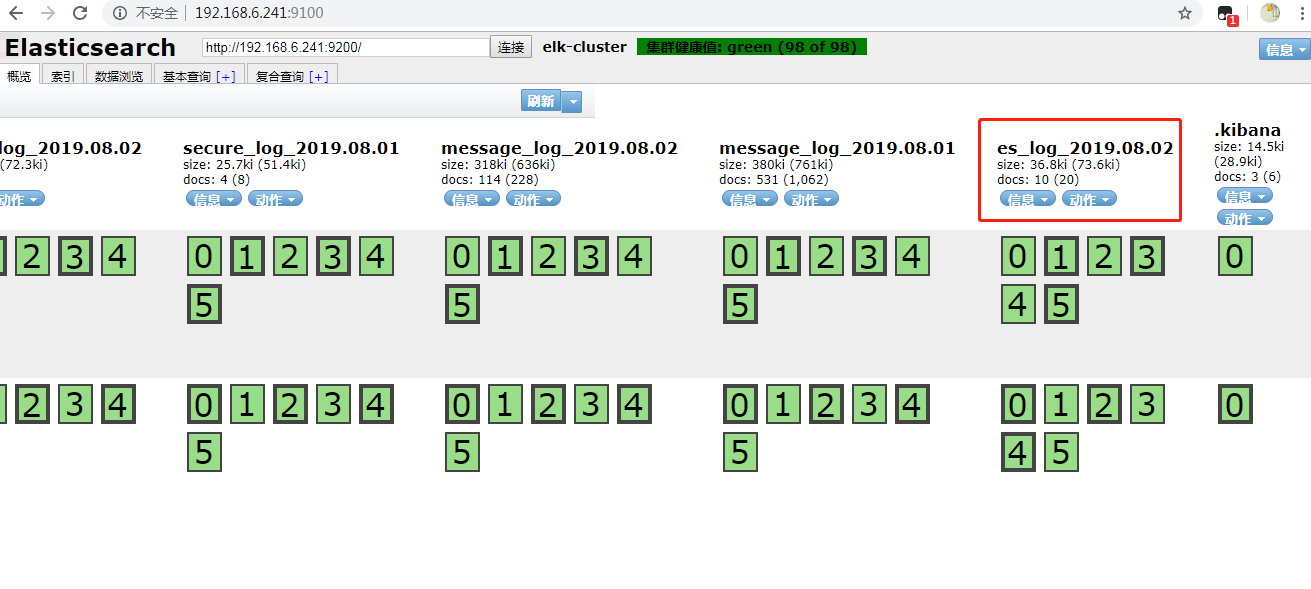 不安全 192.168.6.241:9100
1
Elasticsearch http://192.168.6.241:9200/ 连接 elk-cluster 集群健康值: green (98 of 98) 信息
概览 索引 数据浏览 基本查询 [+] 复合查询 [+]
刷新
log_2019.08.02
(72.3ki)
动作
secure_log_2019.08.01
size: 25.7ki (51.4ki)
docs: 4 (8)
信息 动作
message_log_2019.08.02
size: 318ki (636ki)
docs: 114 (228)
信息 动作
message_log_2019.08.01
size: 380ki (761ki)
docs: 531 (1,062)
信息 动作
es_log_2019.08.02
size: 36.8ki (73.6ki)
docs: 10 (20)
信息 动作
.kibana
size: 14.5ki
(28.9ki)
docs: 3 (6)
信息
动作
2 3 4 0 1 2 3 4 0 1 2 3 4 0 1 2 3 4 0 1 2 3 0
5 5 5 4 5
2 3 4 0 1 2 3 4 0 1 2 3 4 0 1 2 3 4 0 1 2 3 0
5 5 5 4 5